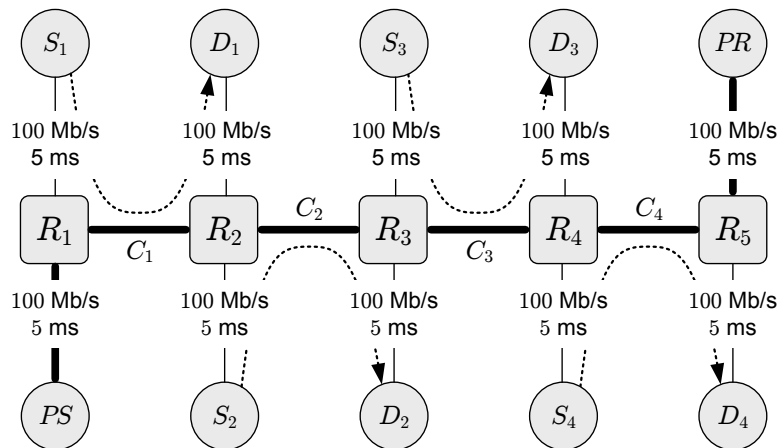 S₁ D₁ S₃ D₃ PR
100 Mb/s 100 Mb/s 100 Mb/s 100 Mb/s 100 Mb/s
5 ms 5 ms 5 ms 5 ms 5 ms
C₂ C₄
R₁ R₂ R₃ R₄ R₅
C₁ C₃
100 Mb/s 100 Mb/s 100 Mb/s 100 Mb/s 100 Mb/s
5 ms 5 ms 5 ms 5 ms 5 ms
PS S₂ D₂ S₄ D₄